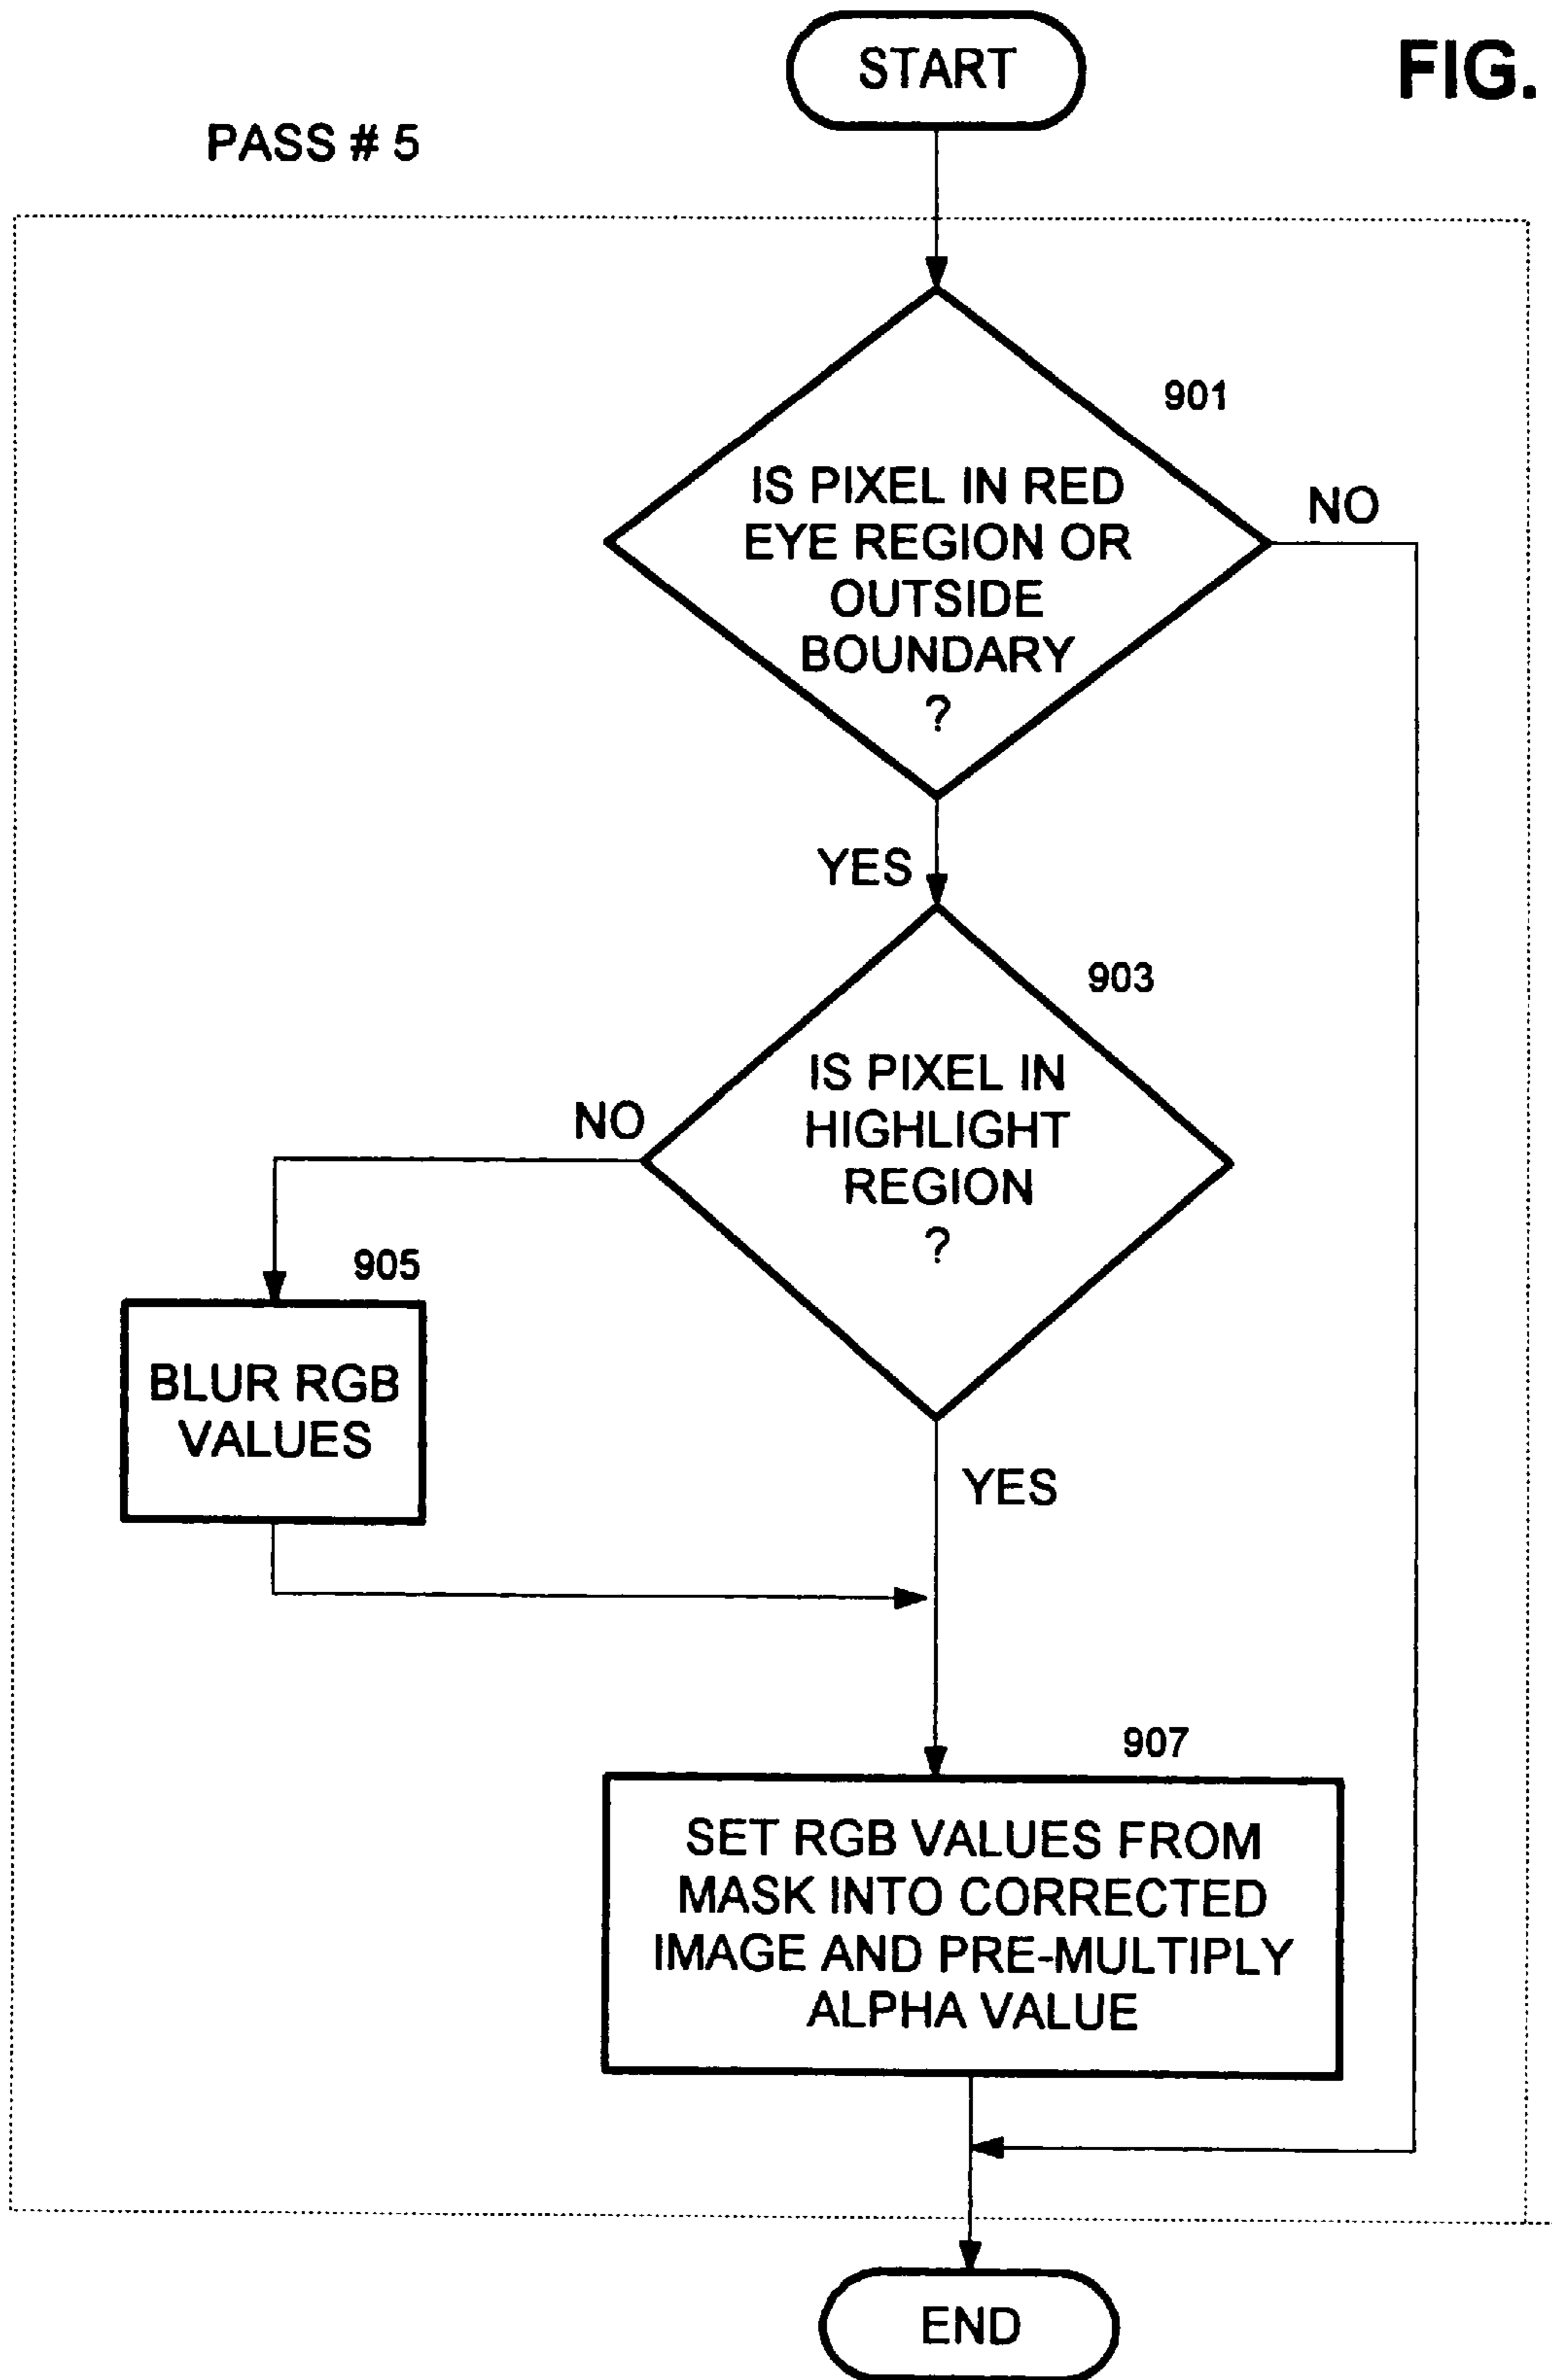 START
FIG.
PASS # 5
901
IS PIXEL IN RED
EYE REGION OR
OUTSIDE
BOUNDARY
?
NO
YES
903
IS PIXEL IN
HIGHLIGHT
REGION
?
NO
905
BLUR RGB
VALUES
YES
907
SET RGB VALUES FROM
MASK INTO CORRECTED
IMAGE AND PRE-MULTIPLY
ALPHA VALUE
END